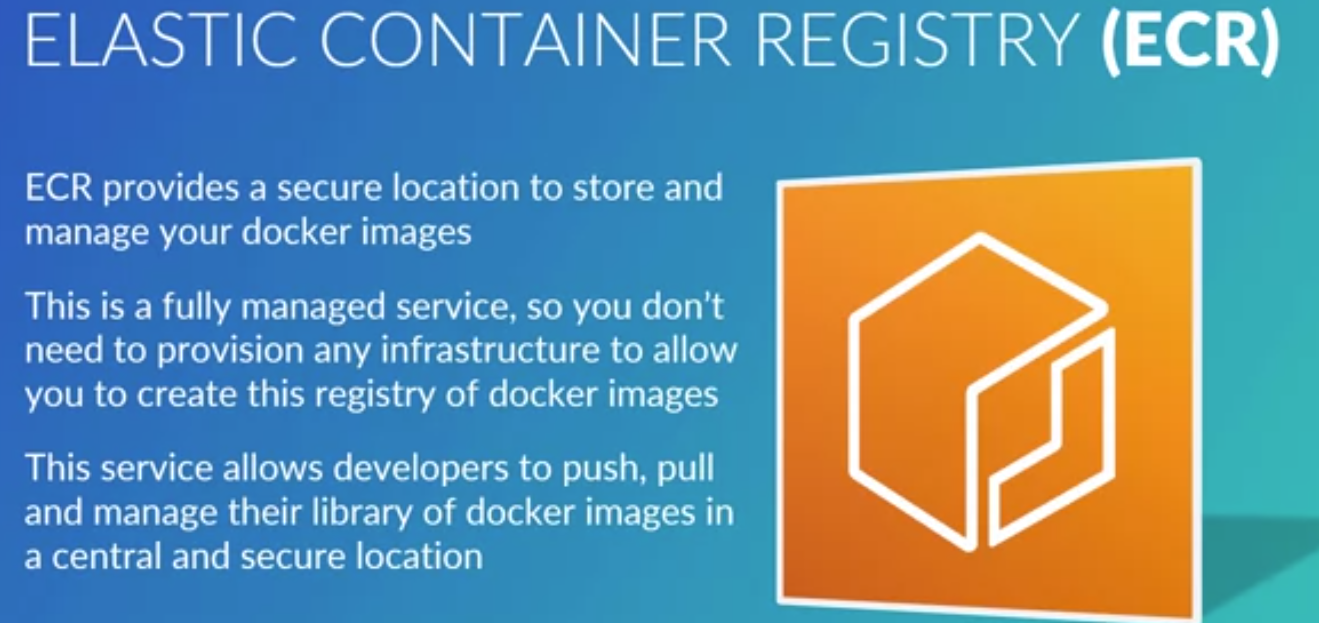 ELASTIC CONTAINER REGISTRY (ECR)
ECR provides a secure location to store and
manage your docker images
This is a fully managed service, so you don't
need to provision any infrastructure to allow
you to create this registry of docker images
This service allows developers to push, pull
and manage their library of docker images in
a central and secure location